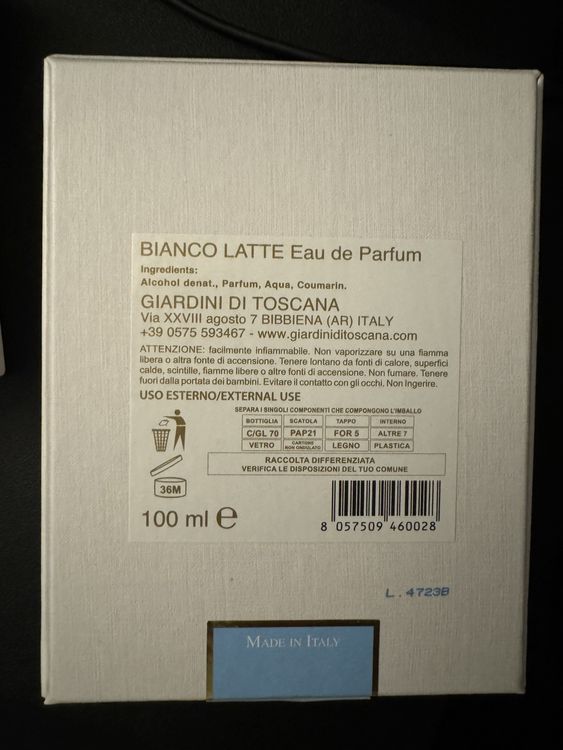 BIANCO LATTE Eau de Parfum
Ingredients:
Alcohol denat., Parfum, Aqua, Coumarin.
GIARDINI DI TOSCANA
Via XXVIII agosto 7 BIBBIENA (AR) ITALY
+39 0575 593467 - www.giardiniditoscana.com
ATTENZIONE: facilmente infiammabile. Non vaporizzare su una fiamma
libera o altra fonte di accensione. Tenere lontano da fonti di calore, superfici
calde, scintille, fiamme libere o altre fonti di accensione. Non fumare. Tenere
fuori dalla portata dei bambini. Evitare il contatto con gli occhi. Non Ingerire.
USO ESTERNO/EXTERNAL USE
SEPARA I SINGOLI COMPONENTI CHE COMPONGONO L'IMBALLO
BOTTIGLIA SCATOLA TAPPO INTERNO
C/GL 70 PAP21 FOR 5 ALTRE 7
VETRO CARTONE NON ONDULATO LEGNO PLASTICA
RACCOLTA DIFFERENZIATA
VERIFICA LE DISPOSIZIONI DEL TUO COMUNE
36M
100 ml e
8 057509 460028
L. 4723B
MADE IN ITALY